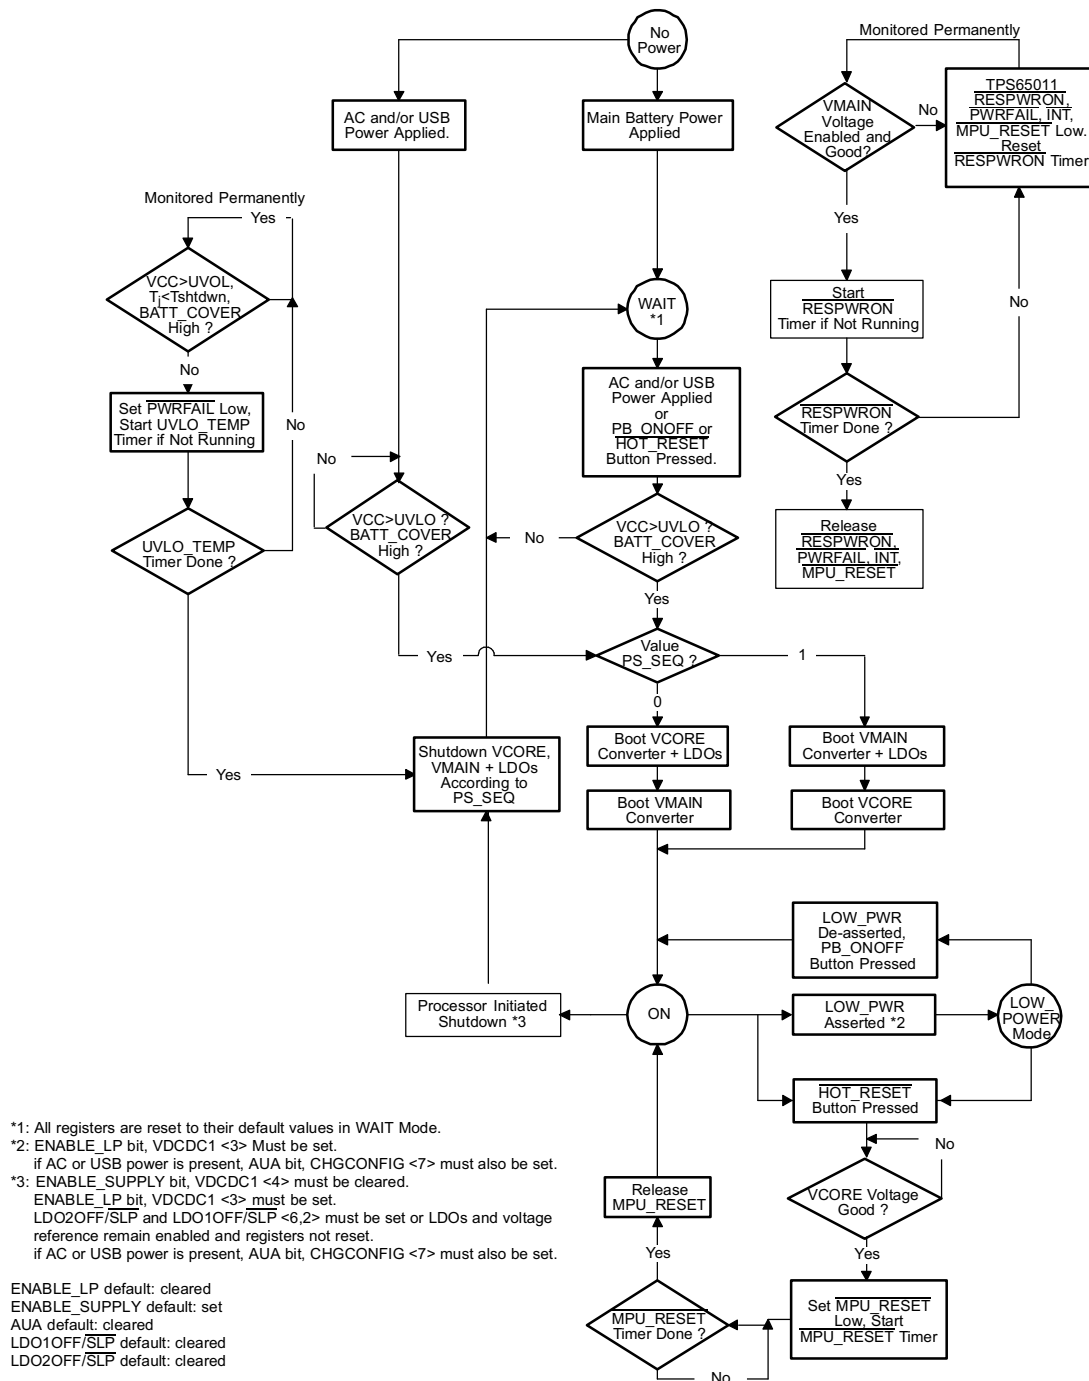 No
Power
Monitored Permanently
AC and/or USB
Power Applied.
Main Battery Power
Applied
VMAIN
Voltage
Enabled and
Good?
No
TPS65011
RESPWRON,
PWRFAIL, INT,
MPU_RESET Low.
Reset
RESPWRON Timer
Monitored Permanently
Yes
Yes
VCC>UVOL,
Tj<Tshtdwn,
BATT_COVER
High ?
No
WAIT
*1
Start
RESPWRON
Timer if Not Running
No
Set PWRFAIL Low,
Start UVLO_TEMP
Timer if Not Running
No
AC and/or USB
Power Applied
or
PB_ONOFF or
HOT_RESET
Button Pressed.
RESPWRON
Timer Done ?
No
Yes
UVLO_TEMP
Timer Done ?
VCC>UVLO ?
BATT_COVER
High ?
No
VCC>UVLO ?
BATT_COVER
High ?
Release
RESPWRON,
PWRFAIL, INT,
MPU_RESET
Yes
Yes
Value
PS_SEQ ?
1
0
Yes
Shutdown VCORE,
VMAIN + LDOs
According to
PS_SEQ
Boot VCORE
Converter + LDOs
Boot VMAIN
Converter + LDOs
Boot VMAIN
Converter
Boot VCORE
Converter
LOW_PWR
De-asserted,
PB_ONOFF
Button Pressed
Processor Initiated
Shutdown *3
ON
LOW_PWR
Asserted *2
LOW_
POWER
Mode
HOT_RESET
Button Pressed
No
VCORE Voltage
Good ?
Yes
Release
MPU_RESET
Yes
MPU_RESET
Timer Done ?
No
Set MPU_RESET
Low, Start
MPU_RESET Timer
*1: All registers are reset to their default values in WAIT Mode.
*2: ENABLE_LP bit, VDCDC1 <3> Must be set.
if AC or USB power is present, AUA bit, CHGCONFIG <7> must also be set.
*3: ENABLE_SUPPLY bit, VDCDC1 <4> must be cleared.
ENABLE_LP bit, VDCDC1 <3> must be set.
LDO2OFF/SLP and LDO1OFF/SLP <6,2> must be set or LDOs and voltage
reference remain enabled and registers not reset.
if AC or USB power is present, AUA bit, CHGCONFIG <7> must also be set.
ENABLE_LP default: cleared
ENABLE_SUPPLY default: set
AUA default: cleared
LDO1OFF/SLP default: cleared
LDO2OFF/SLP default: cleared